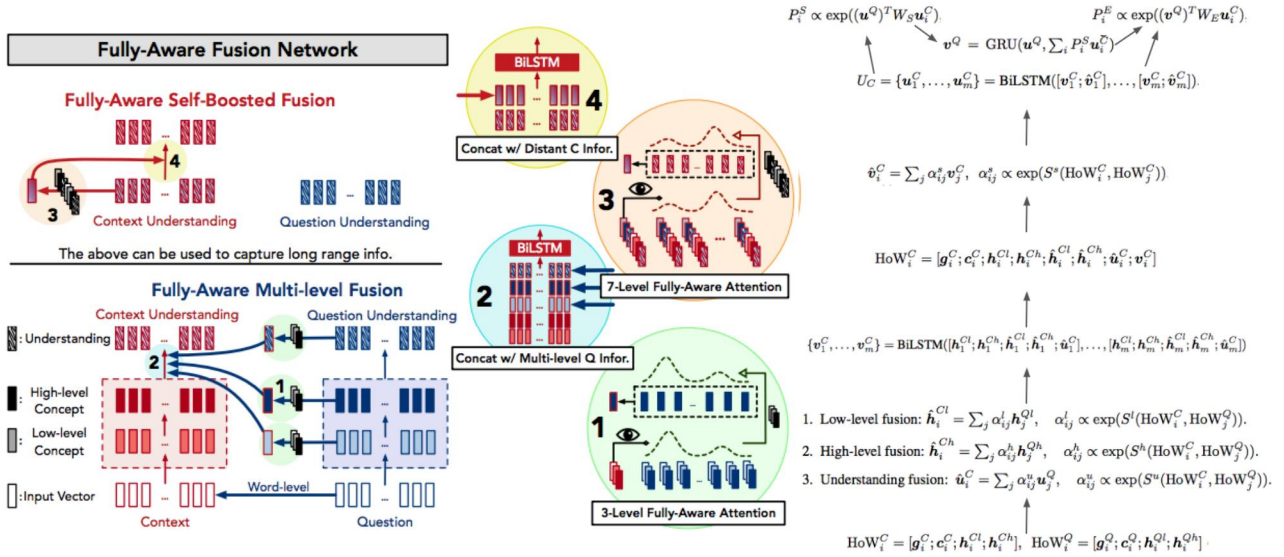 Fully-Aware Fusion Network
Fully-Aware Self-Boosted Fusion
...
4
...
...
3
Context Understanding
Question Understanding
The above can be used to capture long range info.
Fully-Aware Multi-level Fusion
Context Understanding
Question Understanding
: Understanding
...
...
2
1
High-level
: Concept
...
...
Low-level
: Concept
...
...
: Input Vector
...
Word-level
...
Context
Question
BiLSTM
...
4
...
Concat w/ Distant C Infor.
...
3
...
7-Level Fully-Aware Attention
BiLSTM
2
...
Concat w/ Multi-level Q Infor.
...
1
...
3-Level Fully-Aware Attention
P_i^S ∝ exp((u^Q)^T W_S u_i^C)
P_i^E ∝ exp((v^Q)^T W_E u_i^C)
v^Q = GRU(u^Q, ∑_i P_i^S u_i^C)
U_C = {u_1^C, ..., u_m^C} = BiLSTM([v_1^C; v̂_1^C], ..., [v_m^C; v̂_m^C]).
v̂_i^C = ∑_j α_ij^s v_j^C, α_ij^s ∝ exp(S^s(HoW_i^C, HoW_j^C))
HoW_i^C = [g_i^C; c_i^C; h_i^Cl; h_i^Ch; ĥ_i^Cl; ĥ_i^Ch; û_i^C; v_i^C]
{v_1^C, ..., v_m^C} = BiLSTM([h_1^Cl; h_1^Ch; ĥ_1^Cl; ĥ_1^Ch; û_1^C], ..., [h_m^Cl; h_m^Ch; ĥ_m^Cl; ĥ_m^Ch; û_m^C])
1. Low-level fusion: ĥ_i^Cl = ∑_j α_ij^l h_j^Ql, α_ij^l ∝ exp(S^l(HoW_i^C, HoW_j^Q)).
2. High-level fusion: ĥ_i^Ch = ∑_j α_ij^h h_j^Qh, α_ij^h ∝ exp(S^h(HoW_i^C, HoW_j^Q)).
3. Understanding fusion: û_i^C = ∑_j α_ij^u u_j^Q, α_ij^u ∝ exp(S^u(HoW_i^C, HoW_j^Q)).
HoW_i^C = [g_i^C; c_i^C; h_i^Cl; h_i^Ch], HoW_i^Q = [g_i^Q; c_i^Q; h_i^Ql; h_i^Qh]